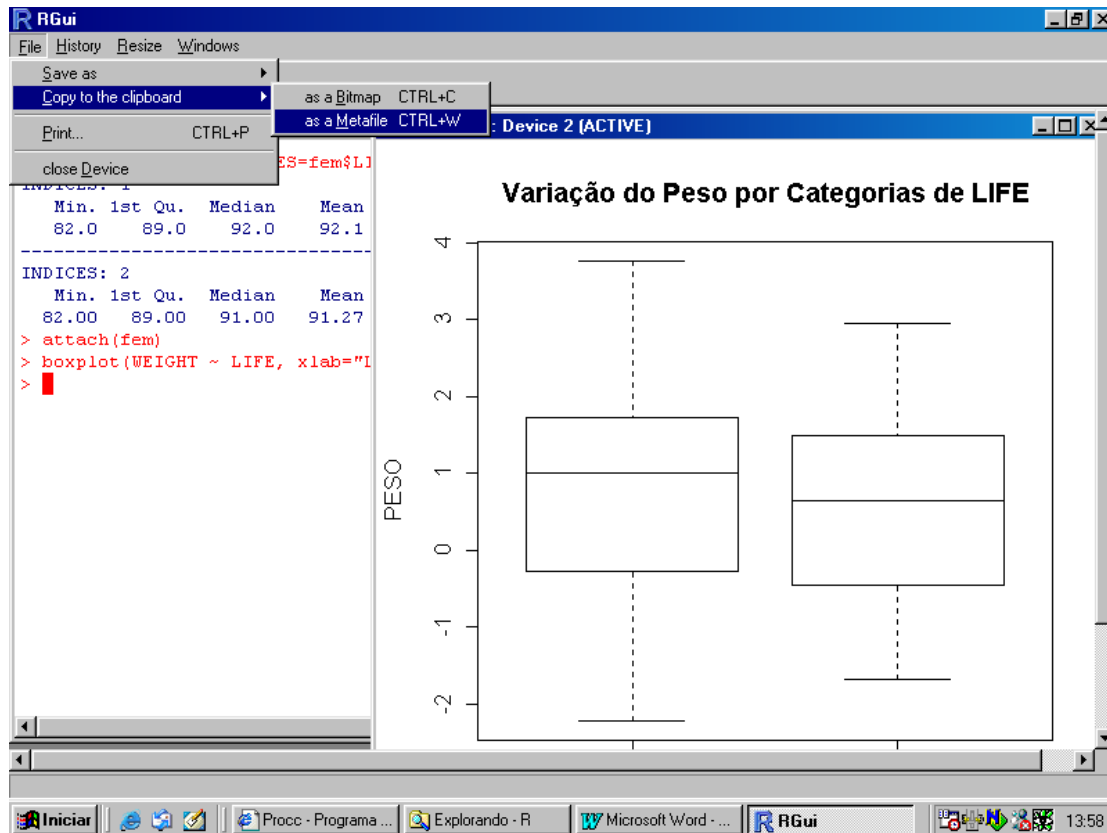 RGui
File History Resize Windows
Save as
Copy to the clipboard
Print... CTRL+P
close Device
as a Bitmap CTRL+C
as a Metafile CTRL+W
: Device 2 (ACTIVE)
ES=fem$L
INDICES: 1
Min. 1st Qu. Median Mean
82.0 89.0 92.0 92.1
----------------------------------
INDICES: 2
Min. 1st Qu. Median Mean
82.00 89.00 91.00 91.27
> attach(fem)
> boxplot(WEIGHT ~ LIFE, xlab="L
>
Variação do Peso por Categorias de LIFE
PESO
4
3
2
1
0
-1
-2
Iniciar
Procc - Programa ...
Explorando - R
Microsoft Word - ...
RGui
13:58